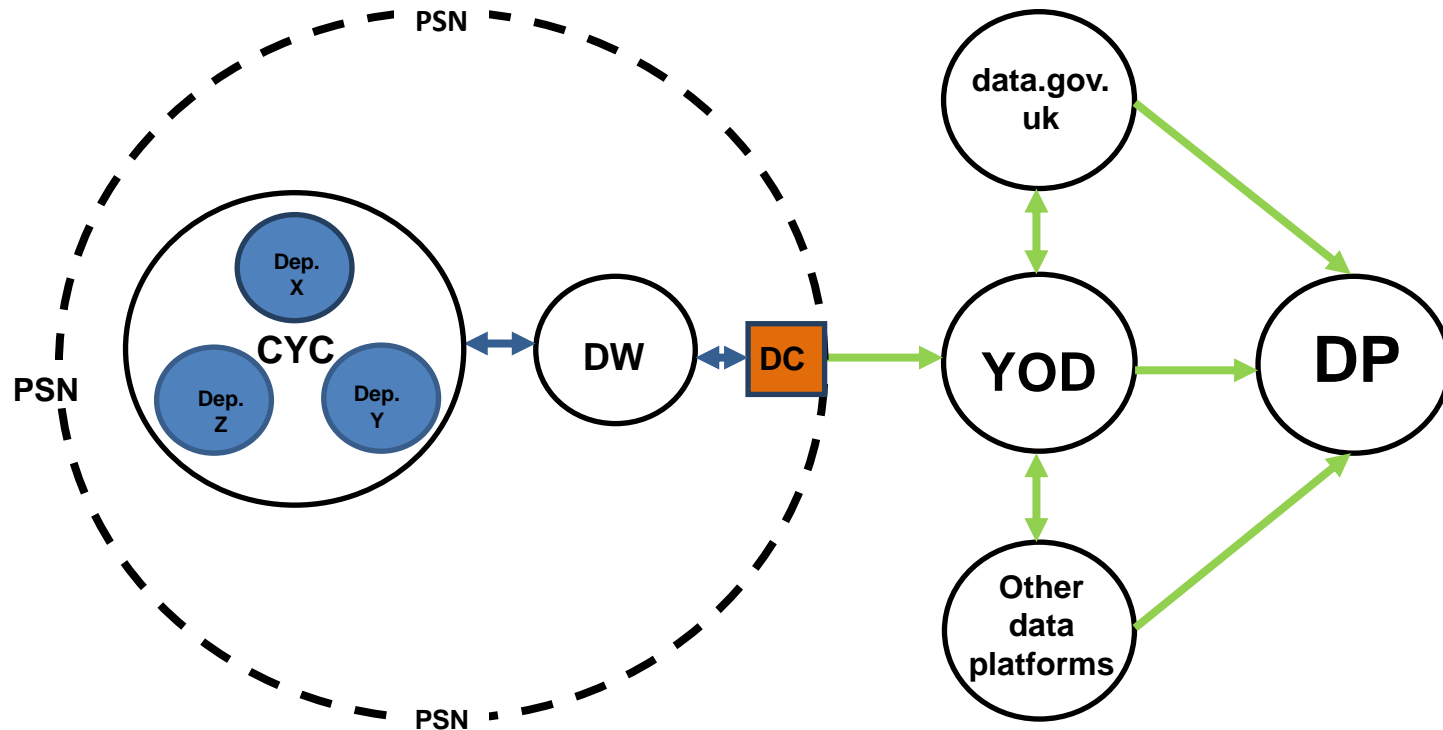 PSN
data.gov.
uk
Dep.
X
CYC
DW
DC
YOD
DP
PSN
Dep.
Z
Dep.
Y
Other
data
platforms
PSN